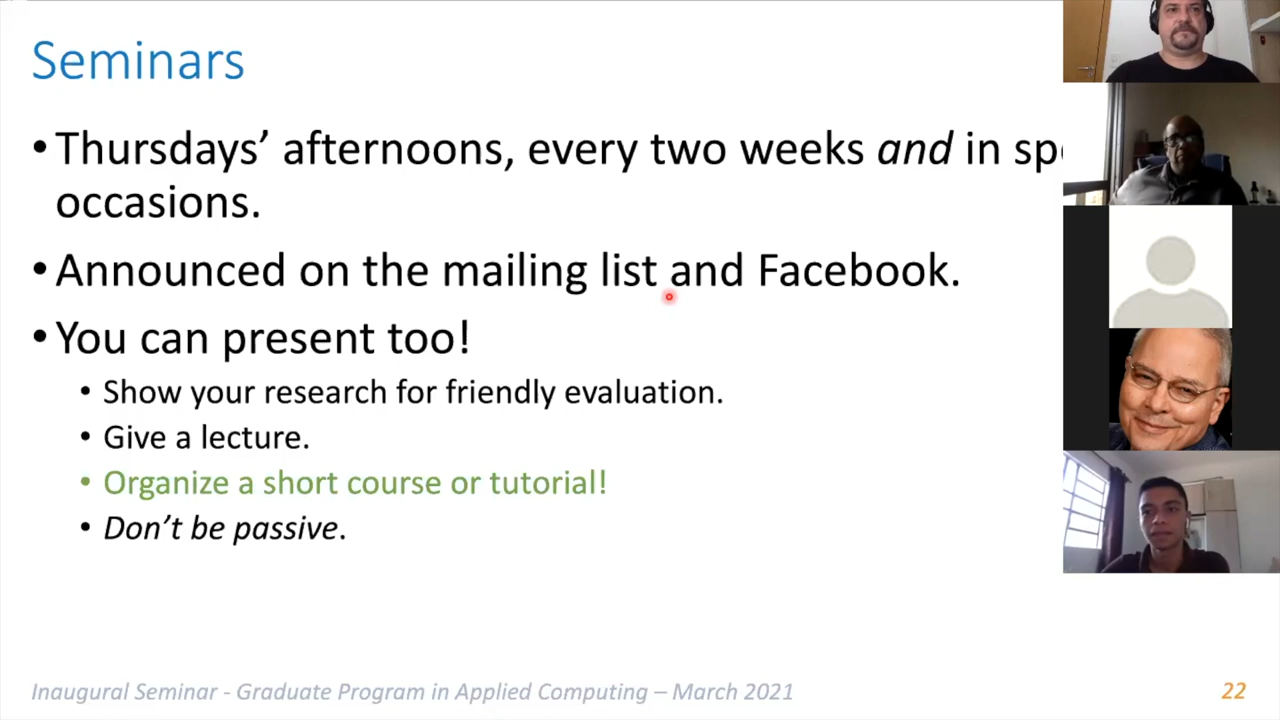 Seminars
• Thursdays’ afternoons, every two weeks and in
occasions.
• Announced on the mailing list and Facebook.
• You can present too!
• Show your research for friendly evaluation.
• Give a lecture.
• Organize a short course or tutorial!
• Don’t be passive.
Inaugural Seminar - Graduate Program in Applied Computing – March 2021
22